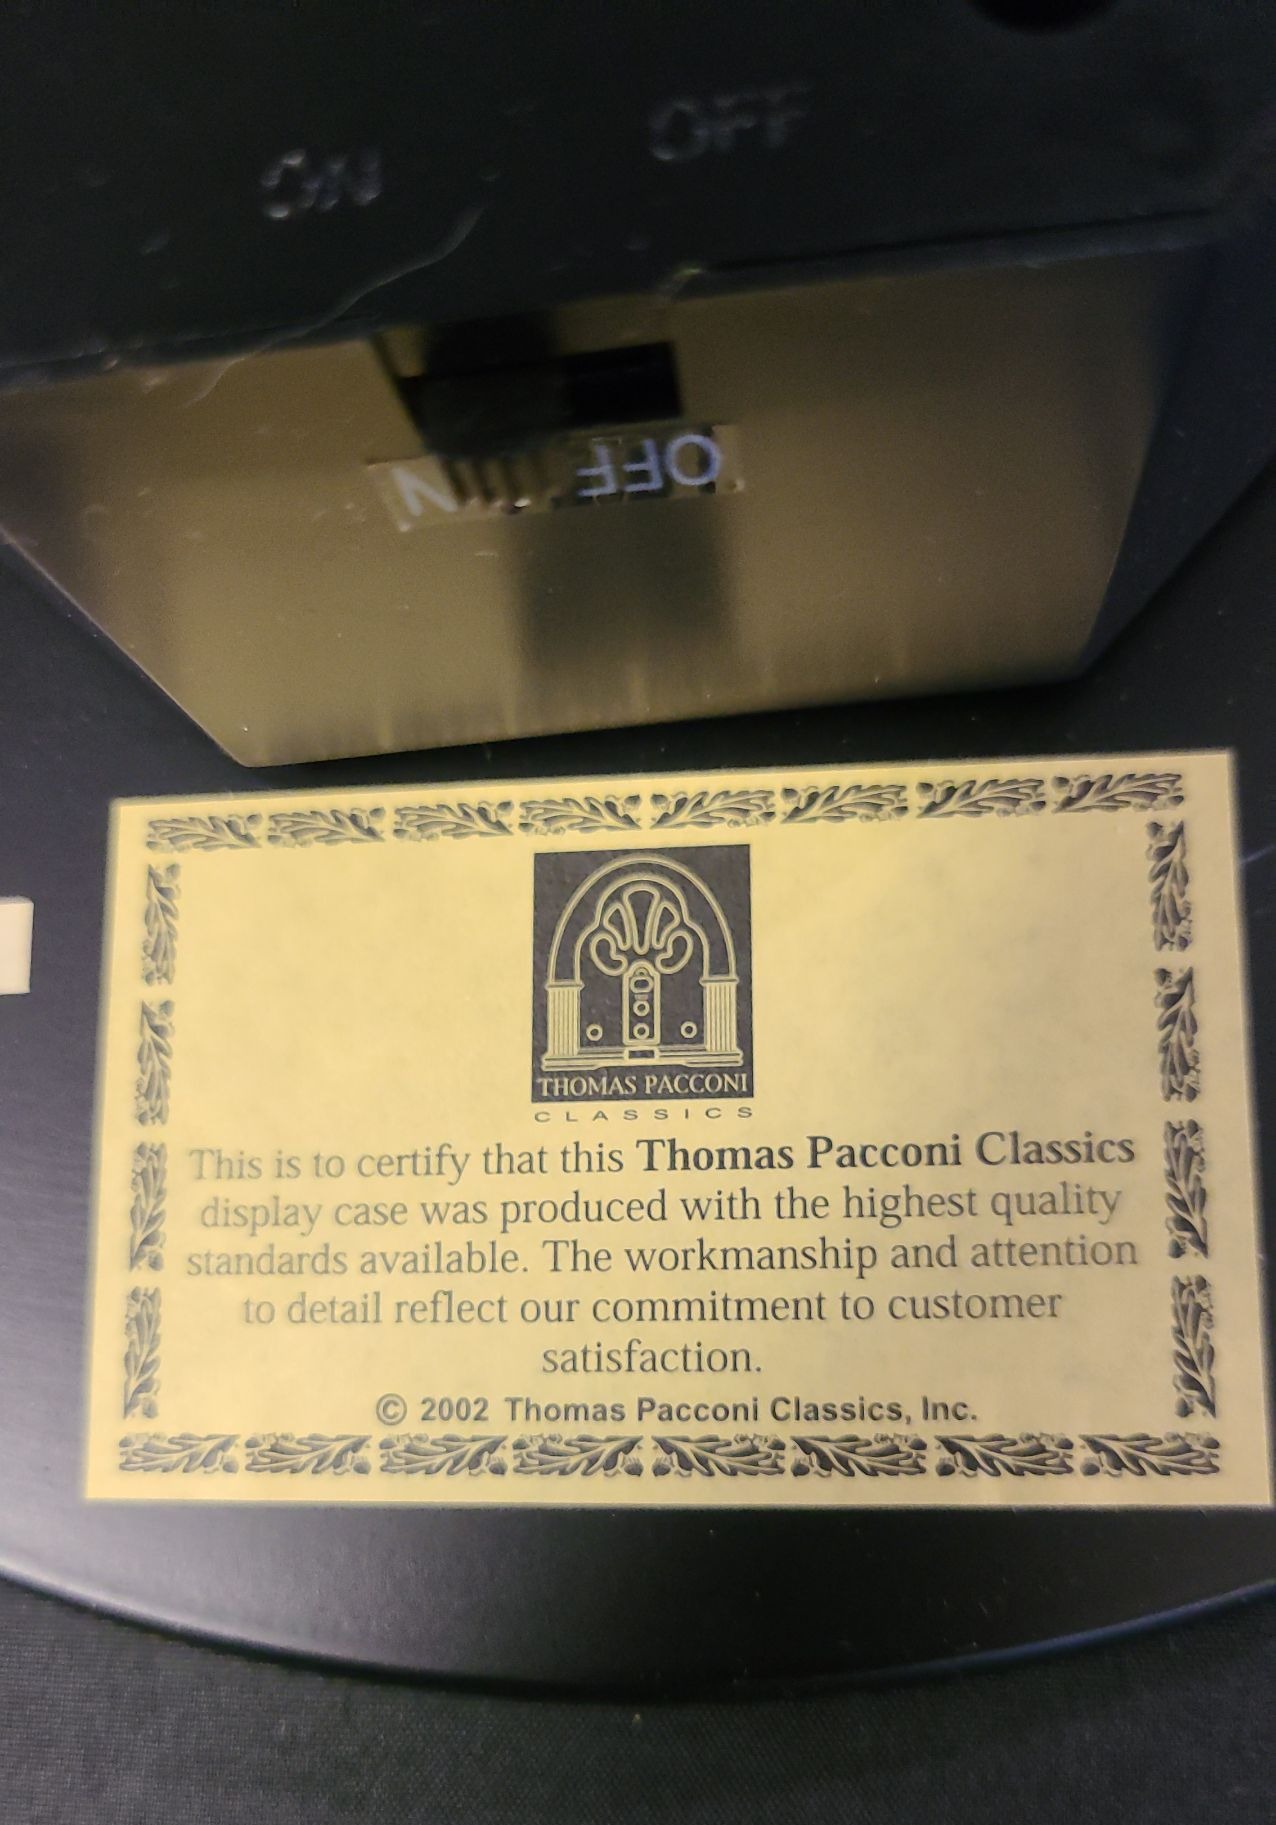 ON OFF
N OFF
THOMAS PACCONI
CLASSICS
This is to certify that this Thomas Pacconi Classics
display case was produced with the highest quality
standards available. The workmanship and attention
to detail reflect our commitment to customer
satisfaction.
© 2002 Thomas Pacconi Classics, Inc.